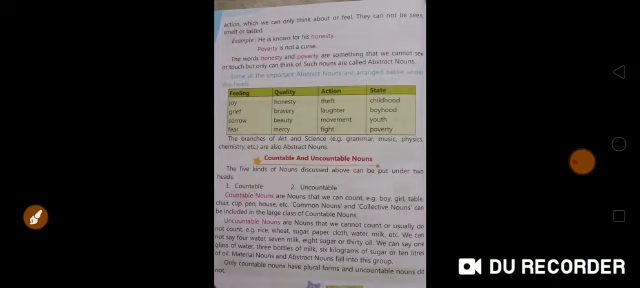 action, which we can only think about or feel. They can not be seen,
smelt or tasted.
Example: He is known for his honesty.
Poverty is not a curse.
The words honesty and poverty are something that we cannot see
or touch but only can think of. Such nouns are called Abstract Nouns.
Some of the important Abstract Nouns are arranged below under
this head:
Feeling Quality Action State
joy honesty theft childhood
grief bravery laughter boyhood
sorrow beauty movement youth
fear mercy fight poverty
The branches of Art and Science (e.g. grammar, music, physics,
chemistry, etc.) are also Abstract Nouns.
Countable And Uncountable Nouns
The five kinds of Nouns discussed above can be put under two
heads:
1. Countable 2. Uncountable
Countable Nouns are Nouns that we can count, e.g. boy, girl, table,
chair, cup, pen, house, etc. 'Common Nouns' and 'Collective Nouns' can
be included in the large class of Countable Nouns.
Uncountable Nouns are Nouns that we cannot count or usually do
not count, e.g. rice, wheat, sugar, paper, cloth, water, milk, etc. We can
not say four water, seven milk, eight sugar or thirty oil. We can say one
glass of water, three bottles of milk, six kilograms of sugar or ten litres
of oil. Material Nouns and Abstract Nouns fall into this group.
Only countable nouns have plural forms and uncountable nouns do
not.
DU RECORDER